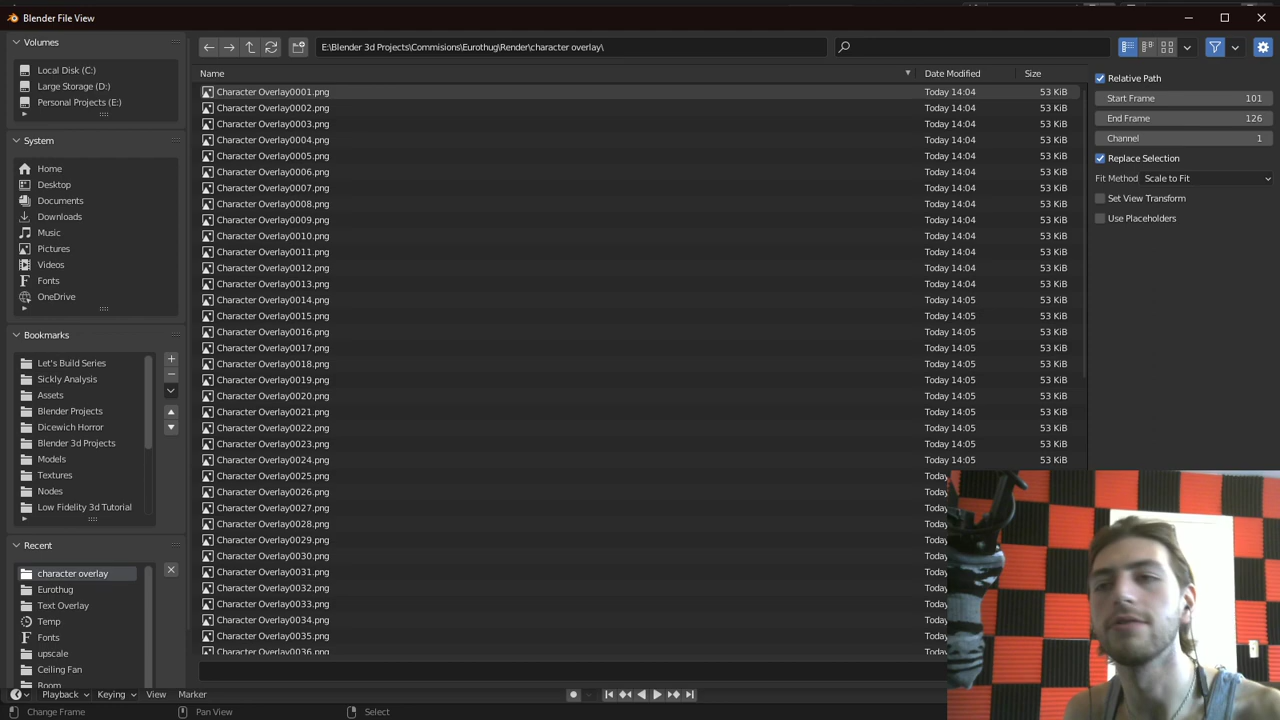 Blender File View
Volumes
Local Disk (C:)
Large Storage (D:)
Personal Projects (E:)
System
Home
Desktop
Documents
Downloads
Music
Pictures
Videos
Fonts
OneDrive
Bookmarks
Let's Build Series
Sickly Analysis
Assets
Blender Projects
Dicewich Horror
Blender 3d Projects
Models
Textures
Nodes
Low Fidelity 3d Tutorial
Recent
character overlay
Eurothug
Text Overlay
Temp
Fonts
upscale
Ceiling Fan
Room
E:\Blender 3d Projects\Commisions\Eurothug\Render\character overlay\
Name Date Modified Size
Character Overlay0001.png Today 14:04 53 KiB
Character Overlay0002.png Today 14:04 53 KiB
Character Overlay0003.png Today 14:04 53 KiB
Character Overlay0004.png Today 14:04 53 KiB
Character Overlay0005.png Today 14:04 53 KiB
Character Overlay0006.png Today 14:04 53 KiB
Character Overlay0007.png Today 14:04 53 KiB
Character Overlay0008.png Today 14:04 53 KiB
Character Overlay0009.png Today 14:04 53 KiB
Character Overlay0010.png Today 14:04 53 KiB
Character Overlay0011.png Today 14:04 53 KiB
Character Overlay0012.png Today 14:04 53 KiB
Character Overlay0013.png Today 14:04 53 KiB
Character Overlay0014.png Today 14:05 53 KiB
Character Overlay0015.png Today 14:05 53 KiB
Character Overlay0016.png Today 14:05 53 KiB
Character Overlay0017.png Today 14:05 53 KiB
Character Overlay0018.png Today 14:05 53 KiB
Character Overlay0019.png Today 14:05 53 KiB
Character Overlay0020.png Today 14:05 53 KiB
Character Overlay0021.png Today 14:05 53 KiB
Character Overlay0022.png Today 14:05 53 KiB
Character Overlay0023.png Today 14:05 53 KiB
Character Overlay0024.png Today 14:05 53 KiB
Character Overlay0025.png Toda
Character Overlay0026.png Toda
Character Overlay0027.png Toda
Character Overlay0028.png Toda
Character Overlay0029.png Toda
Character Overlay0030.png Toda
Character Overlay0031.png Toda
Character Overlay0032.png Toda
Character Overlay0033.png Toda
Character Overlay0034.png Toda
Character Overlay0035.png Toda
Character Overlay0036.png Toda
Relative Path
Start Frame 101
End Frame 126
Channel 1
Replace Selection
Fit Method Scale to Fit
Set View Transform
Use Placeholders
Playback Keying View Marker
Change Frame Pan View Select